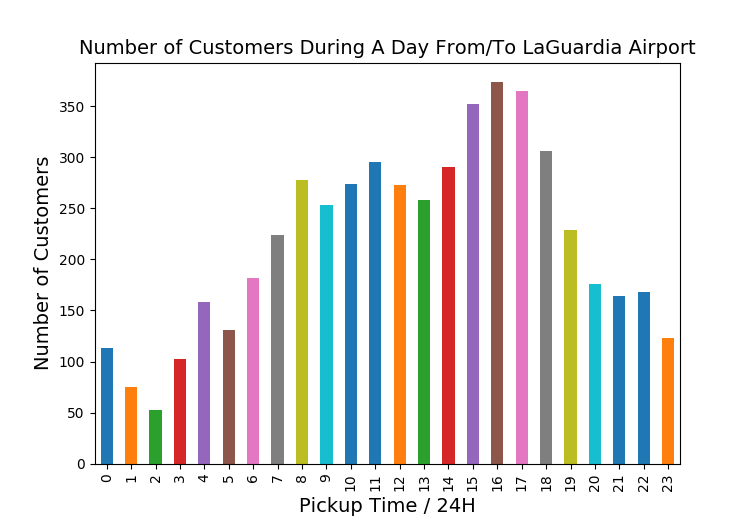 Number of Customers During A Day From/To LaGuardia Airport
350
300
250
200
150
100
50
0
Number of Customers
0 1 2 3 4 5 6 7 8 9 10 11 12 13 14 15 16 17 18 19 20 21 22 23
Pickup Time / 24H